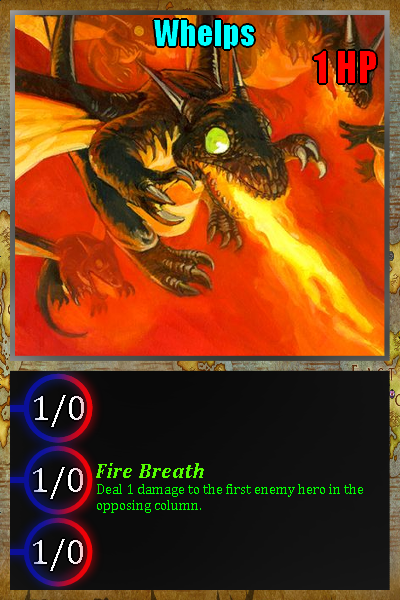 Whelps
1 HP
1/0
1/0
Fire Breath
Deal 1 damage to the first enemy hero in the
opposing column.
1/0